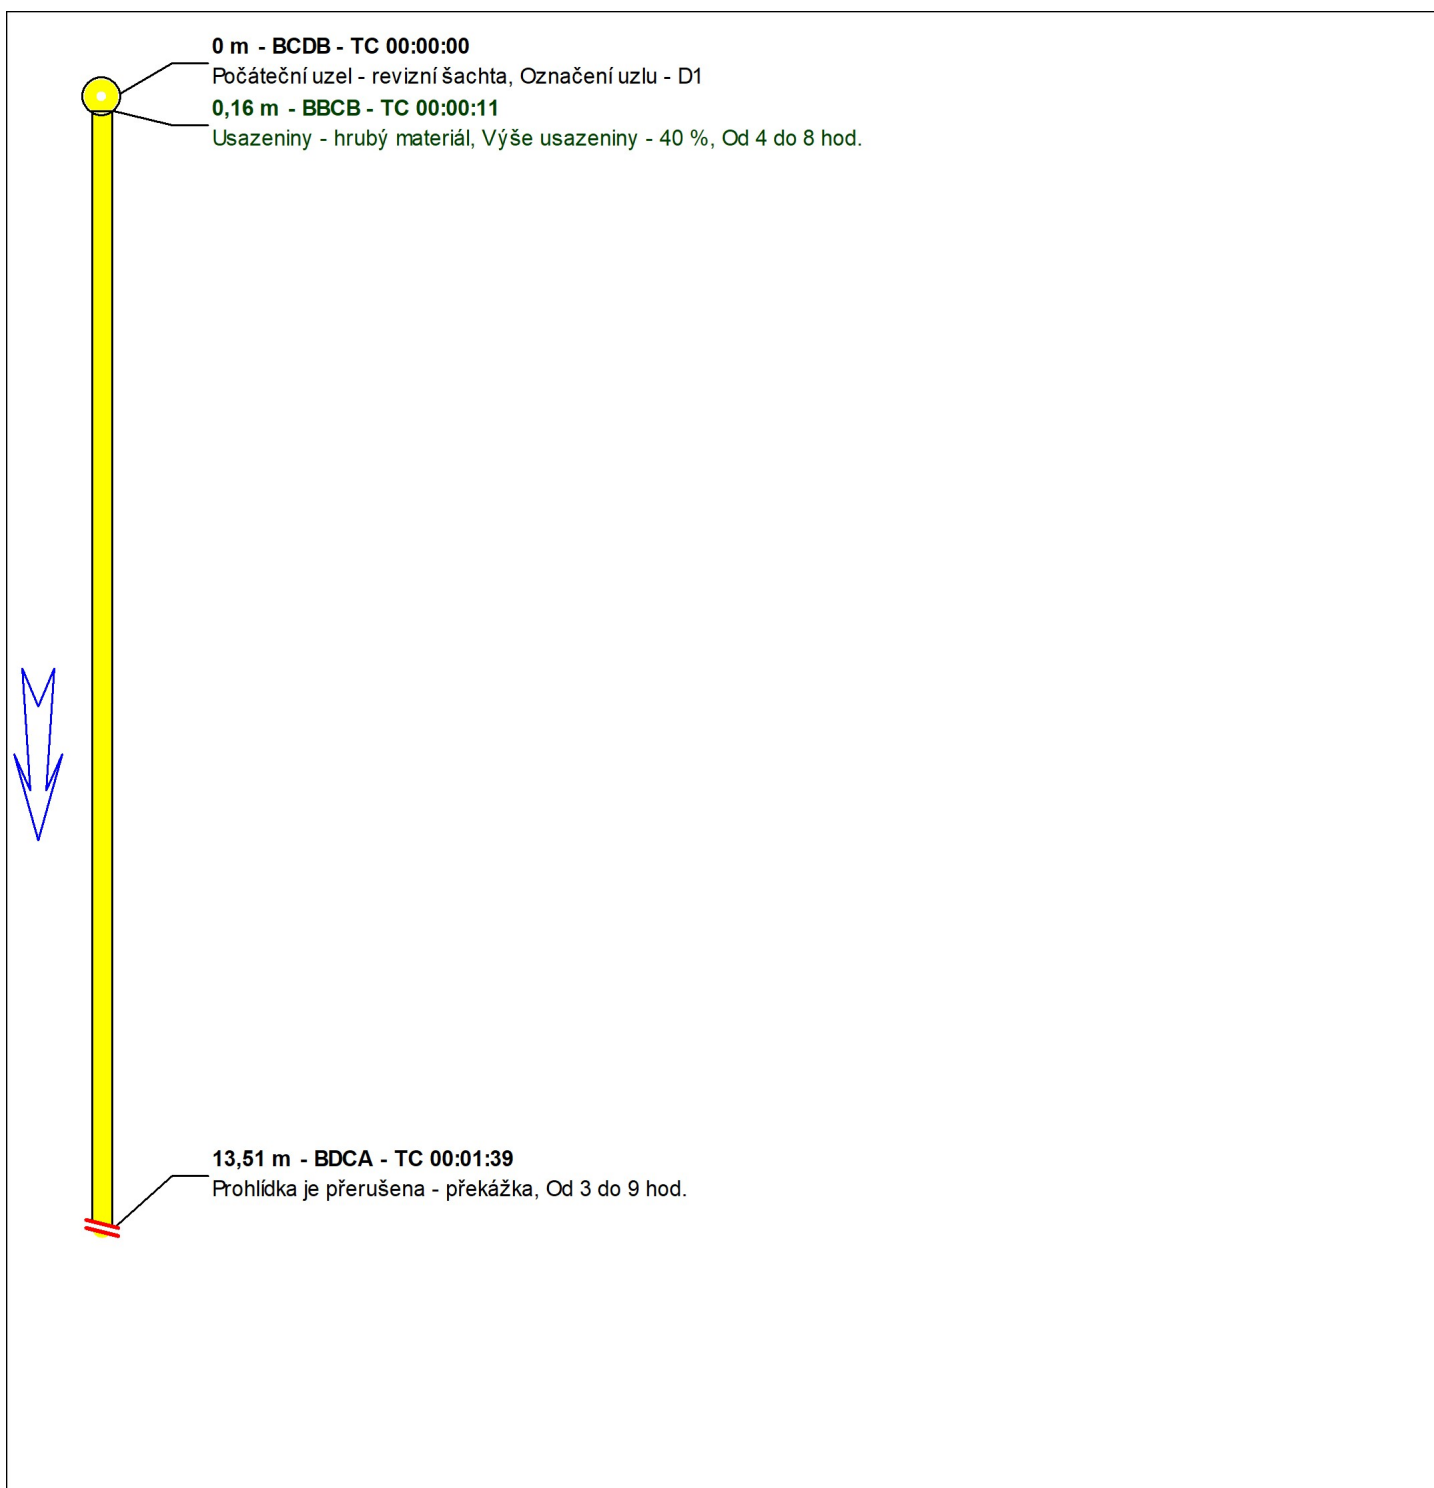 0 m - BCDB - TC 00:00:00
Počáteční uzel - revizní šachta, Označení uzlu - D1
0,16 m - BBCB - TC 00:00:11
Usazeniny - hrubý materiál, Výše usazeniny - 40 %, Od 4 do 8 hod.
13,51 m - BDCA - TC 00:01:39
Prohlídka je přerušena - překážka, Od 3 do 9 hod.